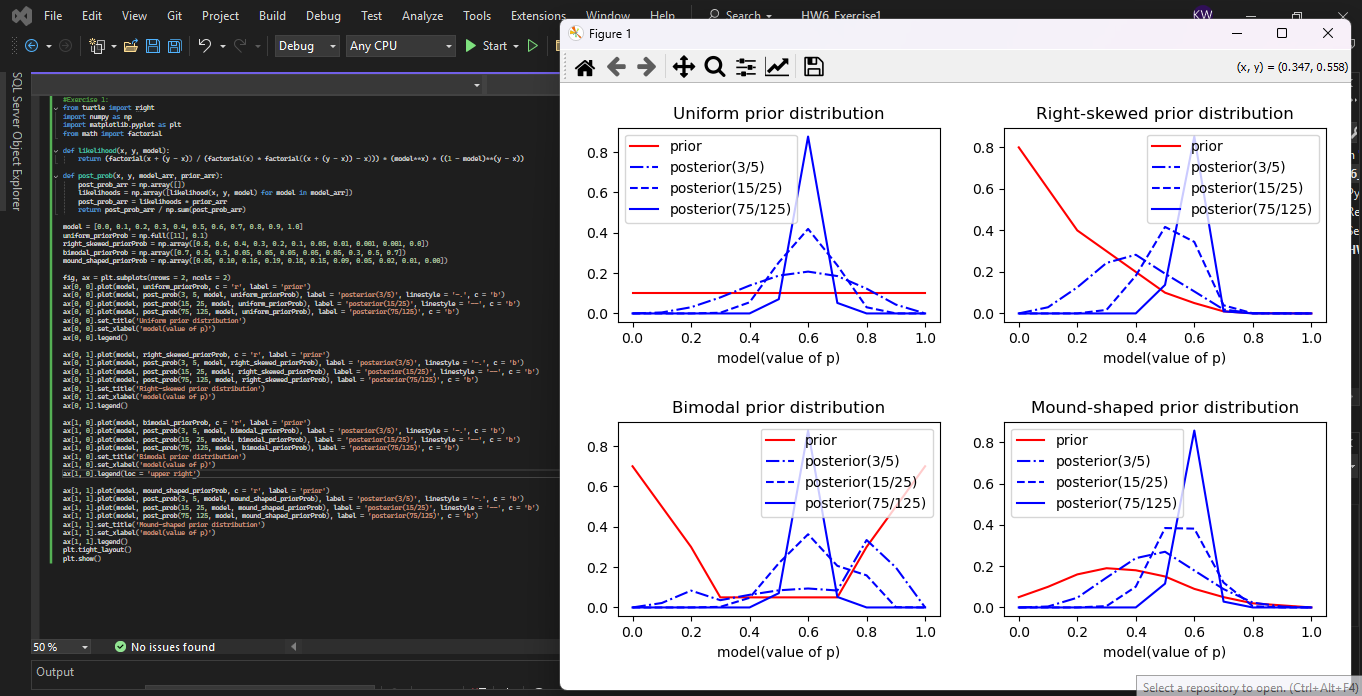 File Edit View Git Project Build Debug Test Analyze Tools Extensions Window Help Search HW6_Exercise1 KW
Debug Any CPU Start
SQL Server Object Explorer
#Exercise 1:
from turtle import right
import numpy as np
import matplotlib.pyplot as plt
from math import factorial
def likelihood(x, y, model):
return (factorial(x + (y - x)) / (factorial(x) * factorial((x + (y - x)) - x))) * (model**x) * ((1 - model)**(y - x))
def post_prob(x, y, model_arr, prior_arr):
post_prob_arr = np.array([])
likelihoods = np.array([likelihood(x, y, model) for model in model_arr])
post_prob_arr = likelihoods * prior_arr
return post_prob_arr / np.sum(post_prob_arr)
model = [0.0, 0.1, 0.2, 0.3, 0.4, 0.5, 0.6, 0.7, 0.8, 0.9, 1.0]
uniform_priorProb = np.full([11], 0.1)
right_skewed_priorProb = np.array([0.8, 0.6, 0.4, 0.3, 0.2, 0.1, 0.05, 0.01, 0.001, 0.001, 0.0])
bimodal_priorProb = np.array([0.7, 0.5, 0.3, 0.05, 0.05, 0.05, 0.05, 0.05, 0.3, 0.5, 0.7])
mound_shaped_priorProb = np.array([0.05, 0.10, 0.16, 0.19, 0.18, 0.15, 0.09, 0.05, 0.02, 0.01, 0.00])
fig, ax = plt.subplots(nrows = 2, ncols = 2)
ax[0, 0].plot(model, uniform_priorProb, c = 'r', label = 'prior')
ax[0, 0].plot(model, post_prob(3, 5, model, uniform_priorProb), label = 'posterior(3/5)', linestyle = '-.', c = 'b')
ax[0, 0].plot(model, post_prob(15, 25, model, uniform_priorProb), label = 'posterior(15/25)', linestyle = '--', c = 'b')
ax[0, 0].plot(model, post_prob(75, 125, model, uniform_priorProb), label = 'posterior(75/125)', c = 'b')
ax[0, 0].set_title('Uniform prior distribution')
ax[0, 0].set_xlabel('model(value of p)')
ax[0, 0].legend()
ax[0, 1].plot(model, right_skewed_priorProb, c = 'r', label = 'prior')
ax[0, 1].plot(model, post_prob(3, 5, model, right_skewed_priorProb), label = 'posterior(3/5)', linestyle = '-.', c = 'b')
ax[0, 1].plot(model, post_prob(15, 25, model, right_skewed_priorProb), label = 'posterior(15/25)', linestyle = '--', c = 'b')
ax[0, 1].plot(model, post_prob(75, 125, model, right_skewed_priorProb), label = 'posterior(75/125)', c = 'b')
ax[0, 1].set_title('Right-skewed prior distribution')
ax[0, 1].set_xlabel('model(value of p)')
ax[0, 1].legend()
ax[1, 0].plot(model, bimodal_priorProb, c = 'r', label = 'prior')
ax[1, 0].plot(model, post_prob(3, 5, model, bimodal_priorProb), label = 'posterior(3/5)', linestyle = '-.', c = 'b')
ax[1, 0].plot(model, post_prob(15, 25, model, bimodal_priorProb), label = 'posterior(15/25)', linestyle = '--', c = 'b')
ax[1, 0].plot(model, post_prob(75, 125, model, bimodal_priorProb), label = 'posterior(75/125)', c = 'b')
ax[1, 0].set_title('Bimodal prior distribution')
ax[1, 0].set_xlabel('model(value of p)')
ax[1, 0].legend(loc = 'upper right')
ax[1, 1].plot(model, mound_shaped_priorProb, c = 'r', label = 'prior')
ax[1, 1].plot(model, post_prob(3, 5, model, mound_shaped_priorProb), label = 'posterior(3/5)', linestyle = '-.', c = 'b')
ax[1, 1].plot(model, post_prob(15, 25, model, mound_shaped_priorProb), label = 'posterior(15/25)', linestyle = '--', c = 'b')
ax[1, 1].plot(model, post_prob(75, 125, model, mound_shaped_priorProb), label = 'posterior(75/125)', c = 'b')
ax[1, 1].set_title('Mound-shaped prior distribution')
ax[1, 1].set_xlabel('model(value of p)')
ax[1, 1].legend()
plt.tight_layout()
plt.show()
50 % No issues found
Output
Figure 1
(x, y) = (0.347, 0.558)
Uniform prior distribution
prior
posterior(3/5)
posterior(15/25)
posterior(75/125)
0.8
0.6
0.4
0.2
0.0
0.0 0.2 0.4 0.6 0.8 1.0
model(value of p)
Right-skewed prior distribution
prior
posterior(3/5)
posterior(15/25)
posterior(75/125)
0.8
0.6
0.4
0.2
0.0
0.0 0.2 0.4 0.6 0.8 1.0
model(value of p)
Bimodal prior distribution
prior
posterior(3/5)
posterior(15/25)
posterior(75/125)
0.8
0.6
0.4
0.2
0.0
0.0 0.2 0.4 0.6 0.8 1.0
model(value of p)
Mound-shaped prior distribution
prior
posterior(3/5)
posterior(15/25)
posterior(75/125)
0.8
0.6
0.4
0.2
0.0
0.0 0.2 0.4 0.6 0.8 1.0
model(value of p)
Select a repository to open. (Ctrl+Alt+F4)